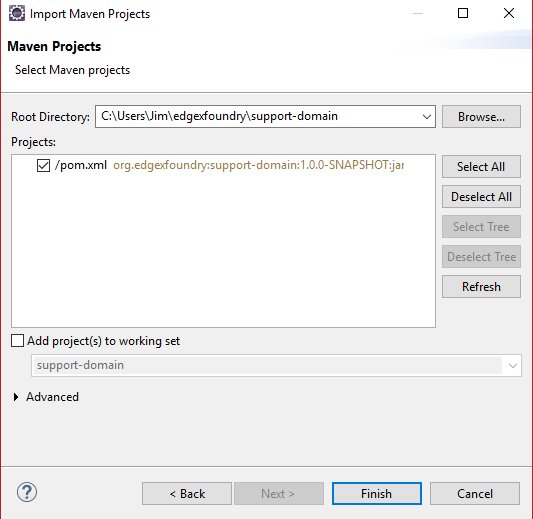 Import Maven Projects
Maven Projects
Select Maven projects
Root Directory: C:\Users\Jim\edgexfoundry\support-domain Browse...
Projects:
/pom.xml org.edgexfoundry:support-domain:1.0.0-SNAPSHOT:jar
Select All
Deselect All
Select Tree
Deselect Tree
Refresh
Add project(s) to working set
support-domain
Advanced
? < Back Next > Finish Cancel